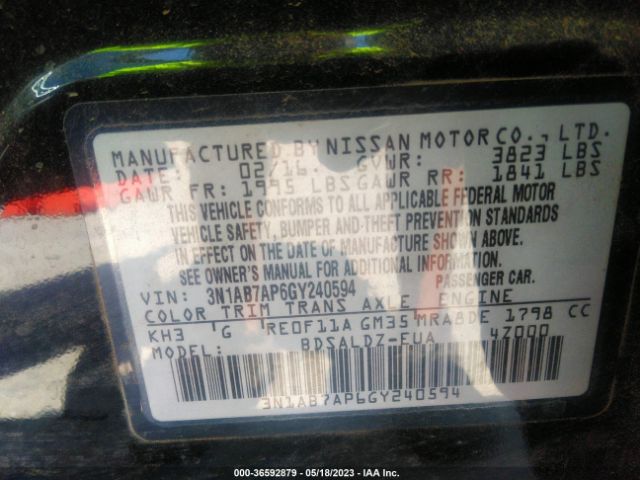 MANUFACTURED BY NISSAN MOTOR CO., LTD.
DATE: 02/16 GVWR: 3823 LBS
GAWR FR: 1995 LBS GAWR RR: 1841 LBS
THIS VEHICLE CONFORMS TO ALL APPLICABLE FEDERAL MOTOR
VEHICLE SAFETY, BUMPER AND THEFT PREVENTION STANDARDS
IN EFFECT ON THE DATE OF MANUFACTURE SHOWN ABOVE.
SEE OWNER'S MANUAL FOR ADDITIONAL INFORMATION.
VIN: 3N1AB7AP6GY240594 PASSENGER CAR.
COLOR TRIM TRANS AXLE ENGINE
KH3 G RE0F11A GM35 MRA8DE 1798 CC
MODEL: BDSALDZ-EUA 4Z000
3N1AB7AP6GY240594
000-36592879 - 05/18/2023 - IAA Inc.